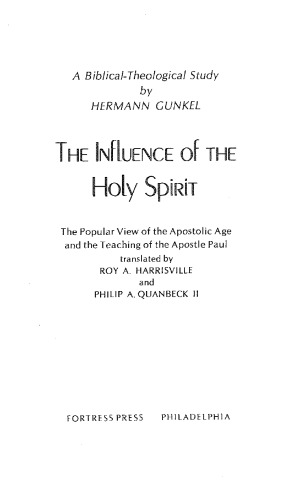 A Biblical-Theological Study
by
HERMANN GUNKEL
The Influence of the
Holy Spirit
The Popular View of the Apostolic Age
and the Teaching of the Apostle Paul
translated by
ROY A. HARRISVILLE
and
PHILIP A. QUANBECK II
FORTRESS PRESS PHILADELPHIA